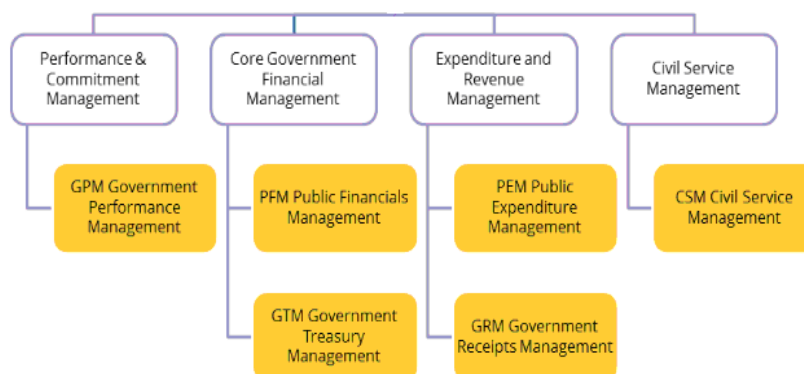 Performance &
Commitment
Management
Core Government
Financial
Management
Expenditure and
Revenue
Management
Civil Service
Management
GPM Government
Performance
Management
PFM Public Financials
Management
PEM Public
Expenditure
Management
CSM Civil Service
Management
GTM Government
Treasury
Management
GRM Government
Receipts Management